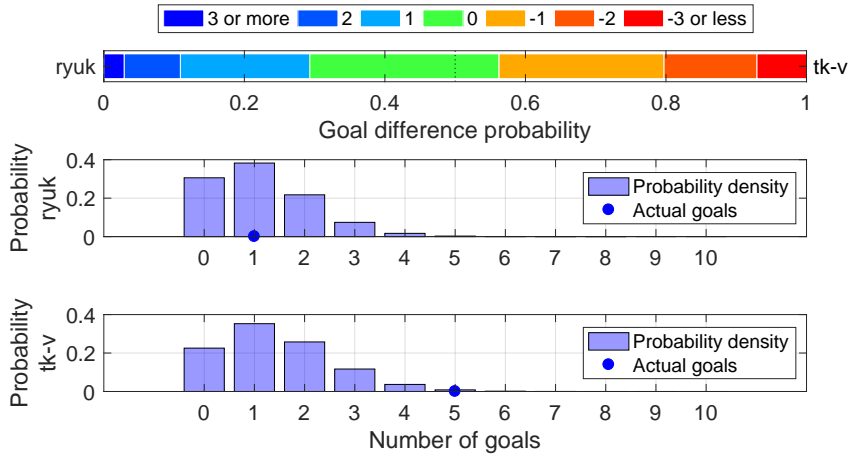 3 or more 2 1 0 -1 -2 -3 or less
ryuk tk-v
0 0.2 0.4 0.6 0.8 1
Goal difference probability
Probability
ryuk
0.4
0.2
0
Probability density
Actual goals
0 1 2 3 4 5 6 7 8 9 10
Probability
tk-v
0.4
0.2
0
Probability density
Actual goals
0 1 2 3 4 5 6 7 8 9 10
Number of goals